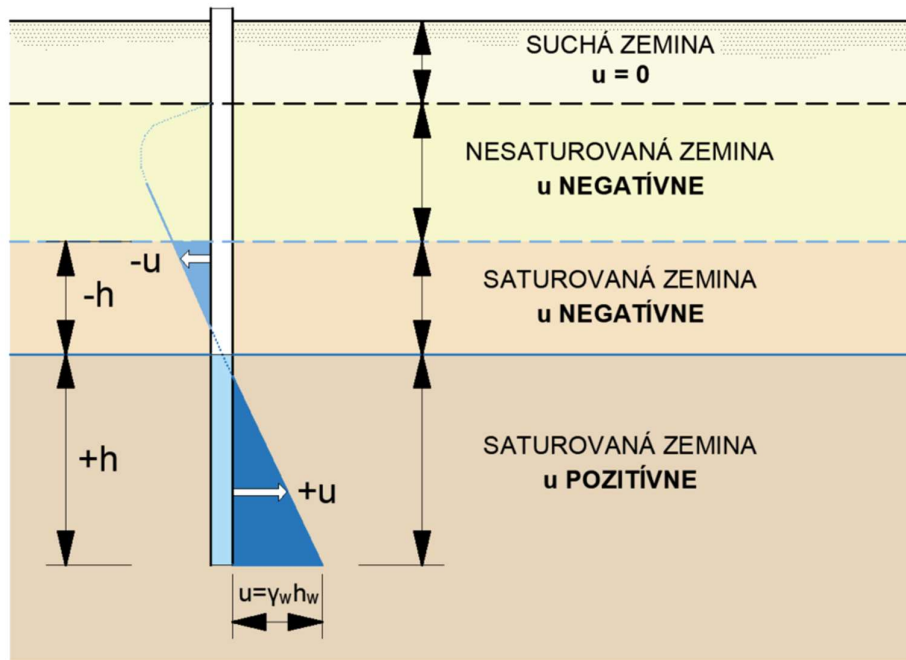 SUCHÁ ZEMINA
u = 0
NESATUROVANÁ ZEMINA
u NEGATÍVNE
-u
-h
SATUROVANÁ ZEMINA
u NEGATÍVNE
+h
SATUROVANÁ ZEMINA
u POZITÍVNE
+u
u=γwhw